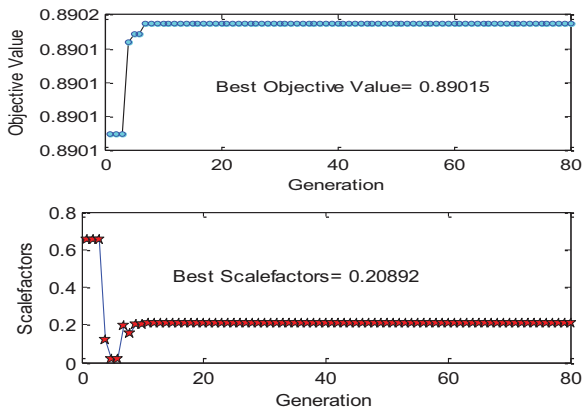 0.8902
0.8901
0.8901
0.8901
0.8901
Objective Value
Best Objective Value= 0.89015
0 20 40 60 80
Generation
0.8
0.6
0.4
0.2
0
Scalefactors
Best Scalefactors= 0.20892
0 20 40 60 80
Generation